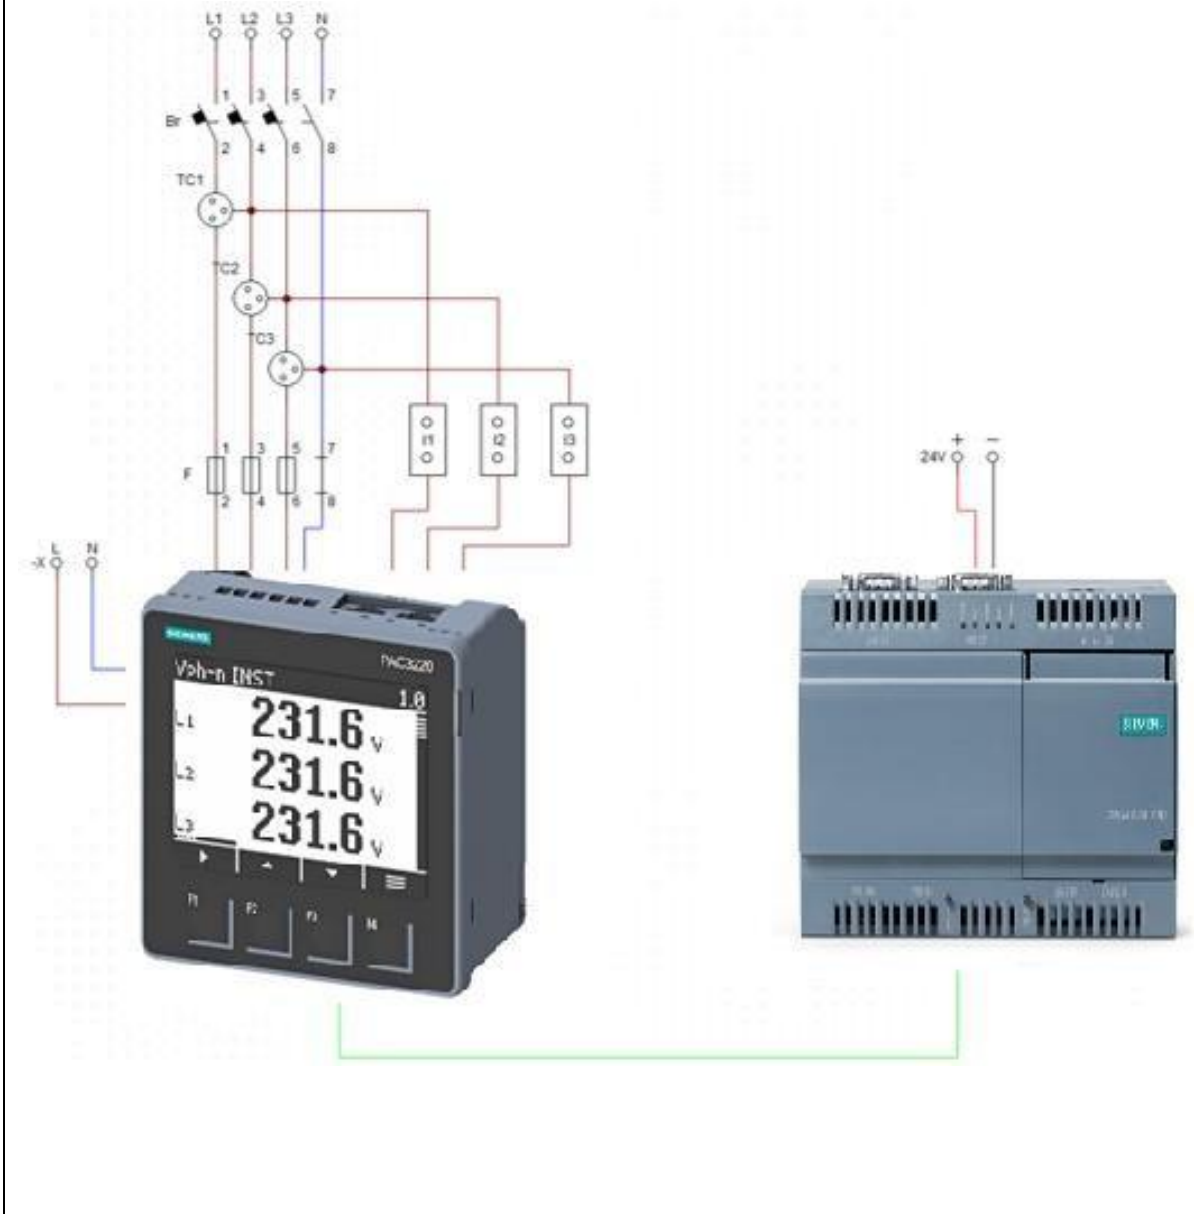 L1 L2 L3 N
1 3 5 7
Br
2 4 6 8
TC1
TC2
TC3
I1 I2 I3
1 3 5 7
F
2 4 6 8
+ −
24V
L N
-X
SIEMENS
PAC3220
Vph-n INST
1.0
L1 231.6 V
L2 231.6 V
L3 231.6 V
F1 F2 F3 F4